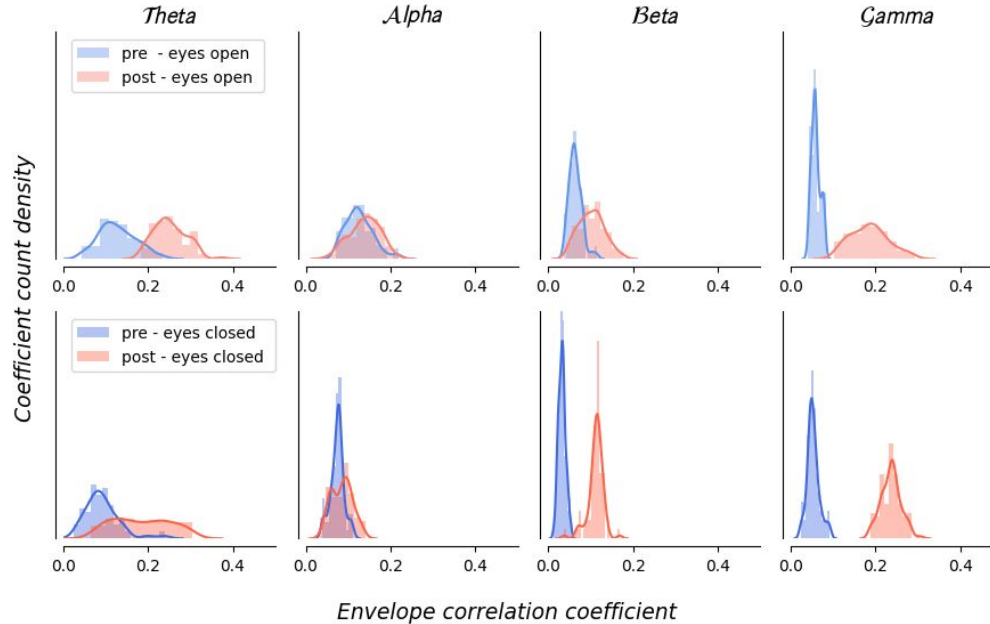 Theta Alpha Beta Gamma
pre - eyes open
post - eyes open
0.0 0.2 0.4 0.0 0.2 0.4 0.0 0.2 0.4 0.0 0.2 0.4
Coefficient count density
pre - eyes closed
post - eyes closed
0.0 0.2 0.4 0.0 0.2 0.4 0.0 0.2 0.4 0.0 0.2 0.4
Envelope correlation coefficient